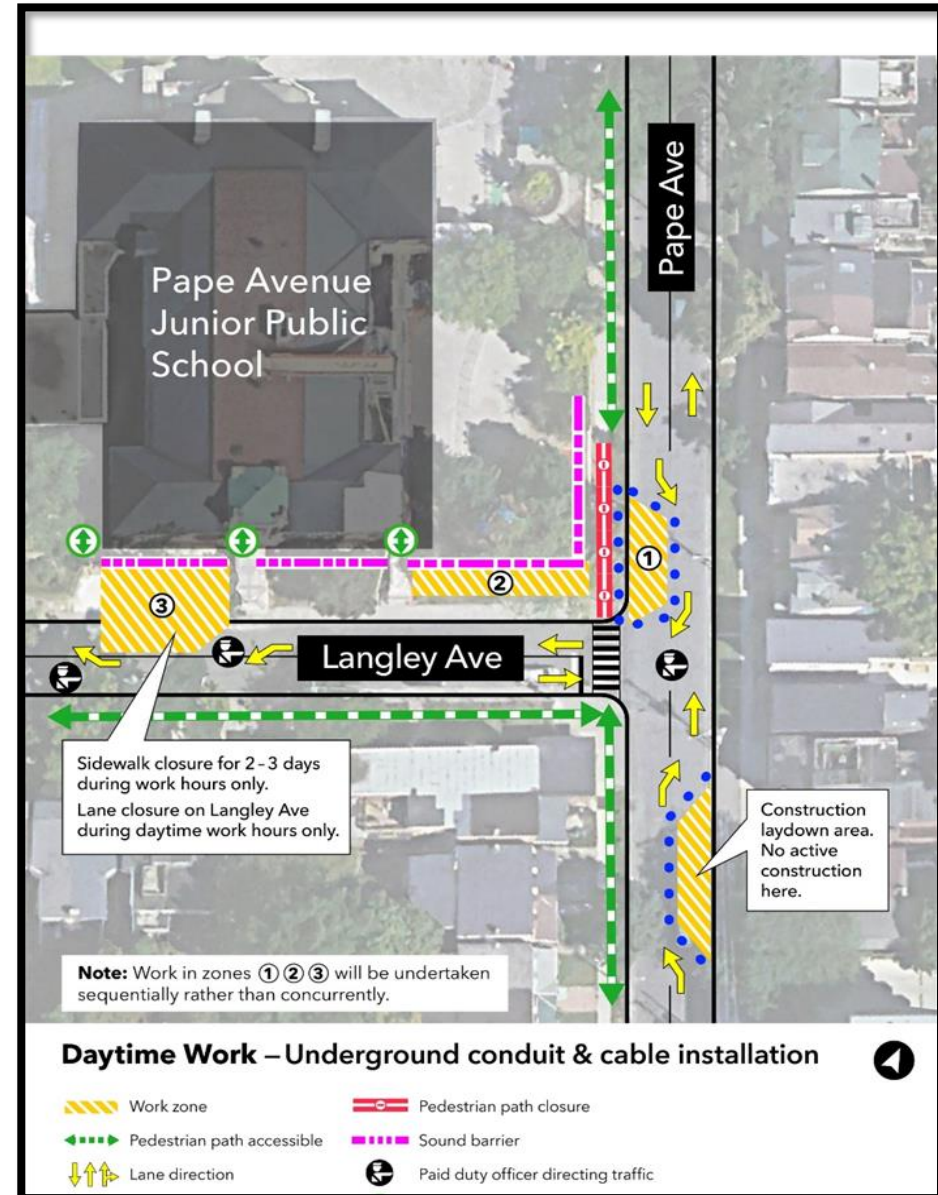 Pape Ave
Pape Avenue
Junior Public
School
1
2
3
Langley Ave
Sidewalk closure for 2–3 days
during work hours only.
Lane closure on Langley Ave
during daytime work hours only.
Construction
laydown area.
No active
construction
here.
Note: Work in zones ① ② ③ will be undertaken
sequentially rather than concurrently.
Daytime Work – Underground conduit & cable installation
Work zone
Pedestrian path closure
Pedestrian path accessible
Sound barrier
Lane direction
Paid duty officer directing traffic